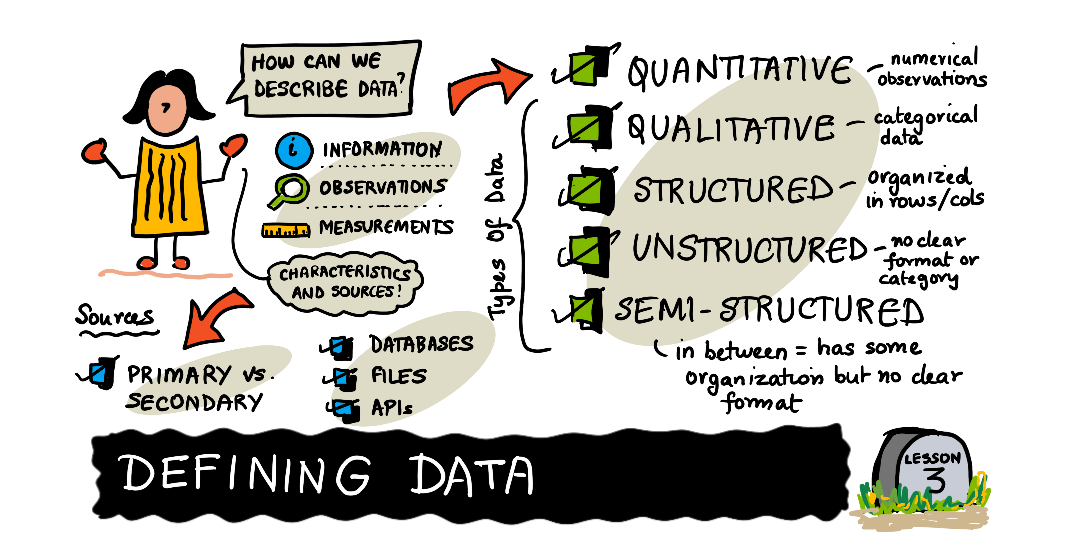 HOW CAN WE
DESCRIBE DATA?
i INFORMATION
OBSERVATIONS
MEASUREMENTS
CHARACTERISTICS
AND SOURCES!
Sources
PRIMARY vs.
SECONDARY
DATABASES
FILES
APIs
Types Of Data
QUANTITATIVE - numerical
observations
QUALITATIVE - categorical
data
STRUCTURED - organized
in rows/cols
UNSTRUCTURED - no clear
format or
category
SEMI-STRUCTURED
in between = has some
organization but no clear
format
DEFINING DATA
LESSON
3